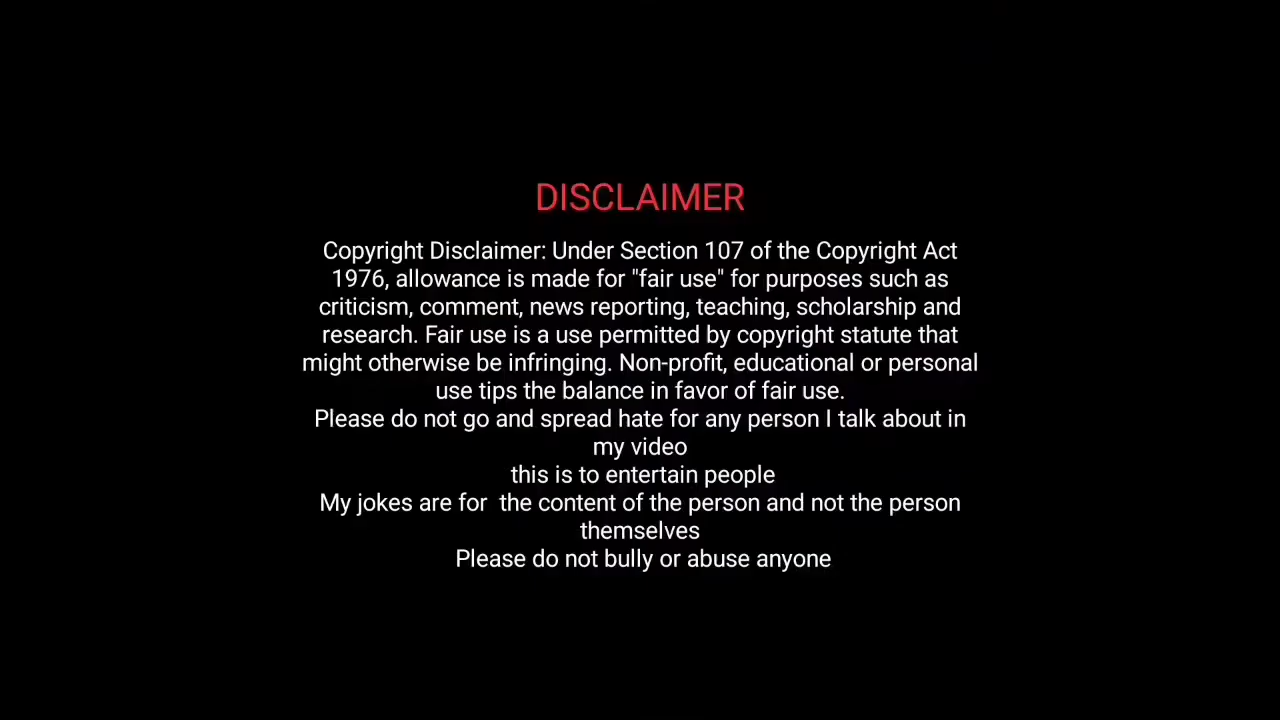 DISCLAIMER
Copyright Disclaimer: Under Section 107 of the Copyright Act
1976, allowance is made for "fair use" for purposes such as
criticism, comment, news reporting, teaching, scholarship and
research. Fair use is a use permitted by copyright statute that
might otherwise be infringing. Non-profit, educational or personal
use tips the balance in favor of fair use.
Please do not go and spread hate for any person I talk about in
my video
this is to entertain people
My jokes are for  the content of the person and not the person
themselves
Please do not bully or abuse anyone